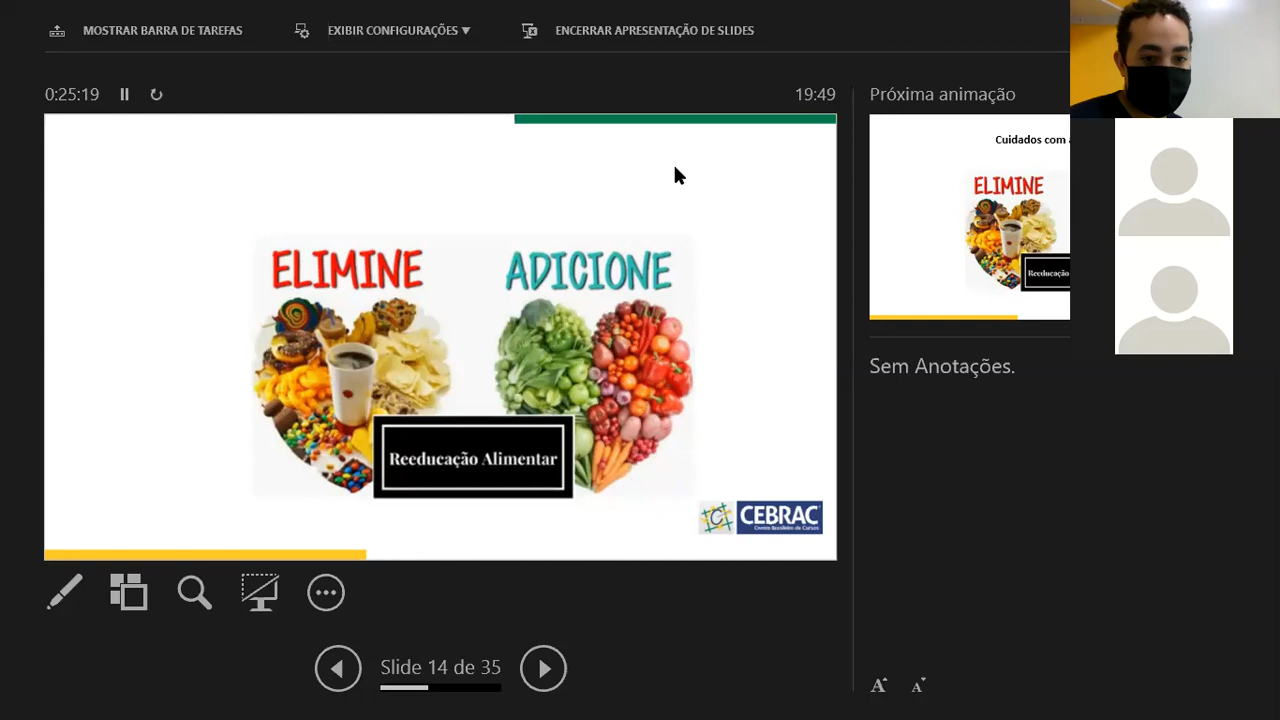 MOSTRAR BARRA DE TAREFAS
EXIBIR CONFIGURAÇÕES ▼
ENCERRAR APRESENTAÇÃO DE SLIDES
0:25:19
19:49
ELIMINE
ADICIONE
Reeducação Alimentar
C CEBRAC
Centro Brasileiro de Cursos
Slide 14 de 35
Próxima animação
Cuidados com a
ELIMINE
Reeducação
Sem Anotações.
A A